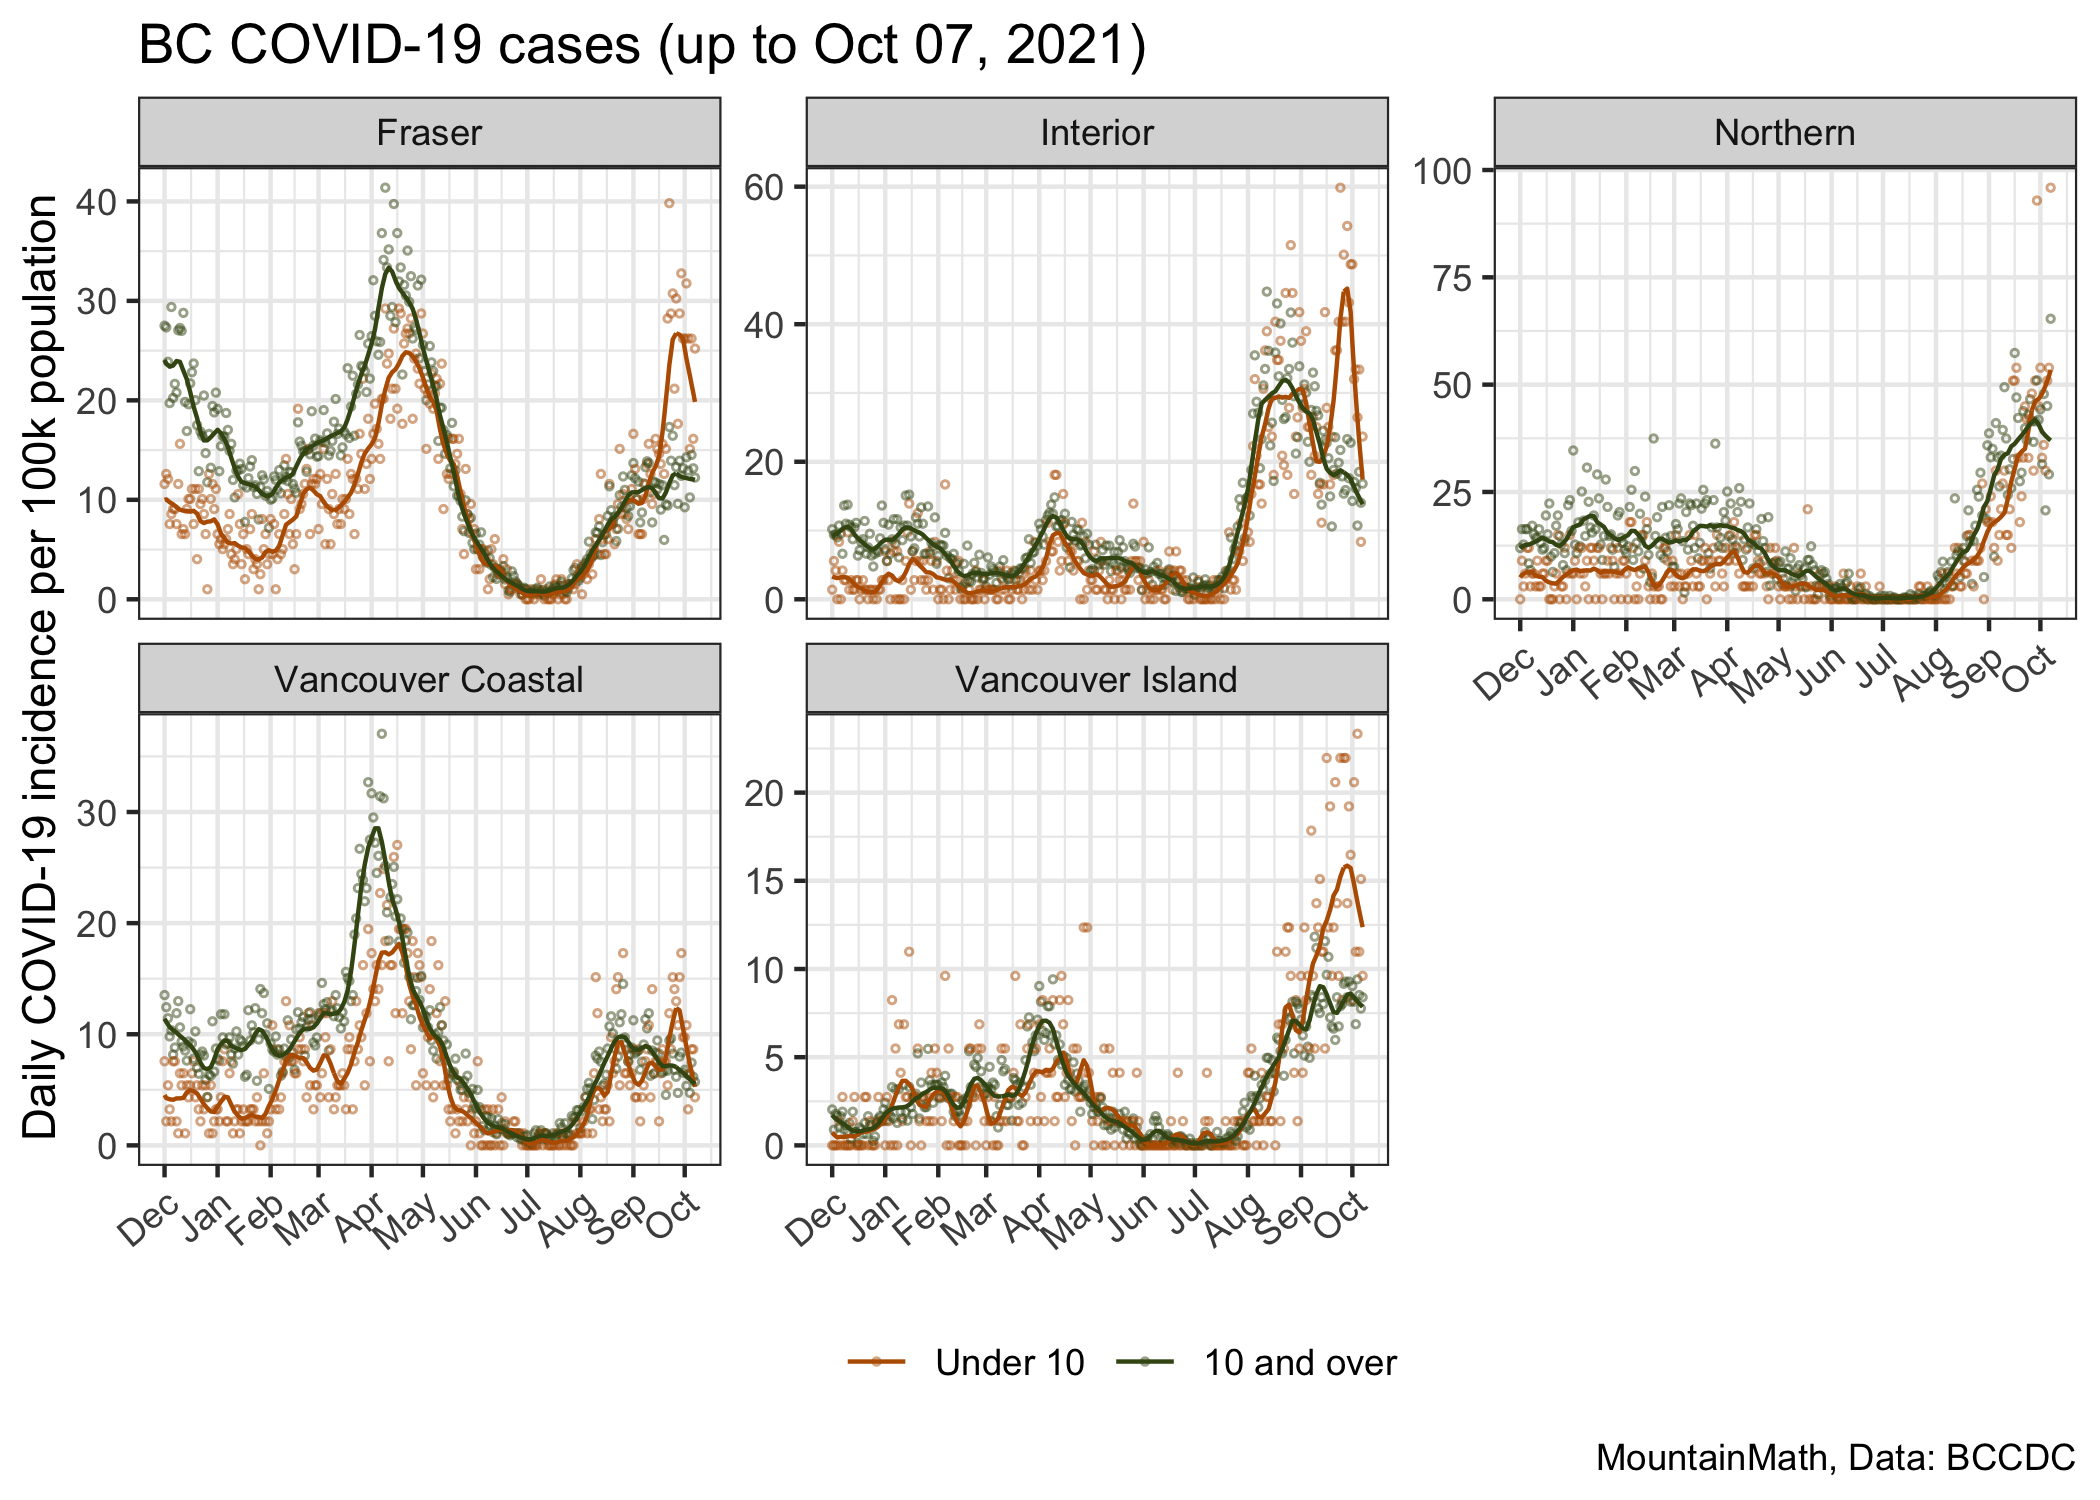 BC COVID-19 cases (up to Oct 07, 2021)
Daily COVID-19 incidence per 100k population
Fraser
40
30
20
10
0
Interior
60
40
20
0
Northern
100
75
50
25
0
Dec Jan Feb Mar Apr May Jun Jul Aug Sep Oct
Vancouver Coastal
30
20
10
0
Dec Jan Feb Mar Apr May Jun Jul Aug Sep Oct
Vancouver Island
20
15
10
5
0
Dec Jan Feb Mar Apr May Jun Jul Aug Sep Oct
Under 10 10 and over
MountainMath, Data: BCCDC